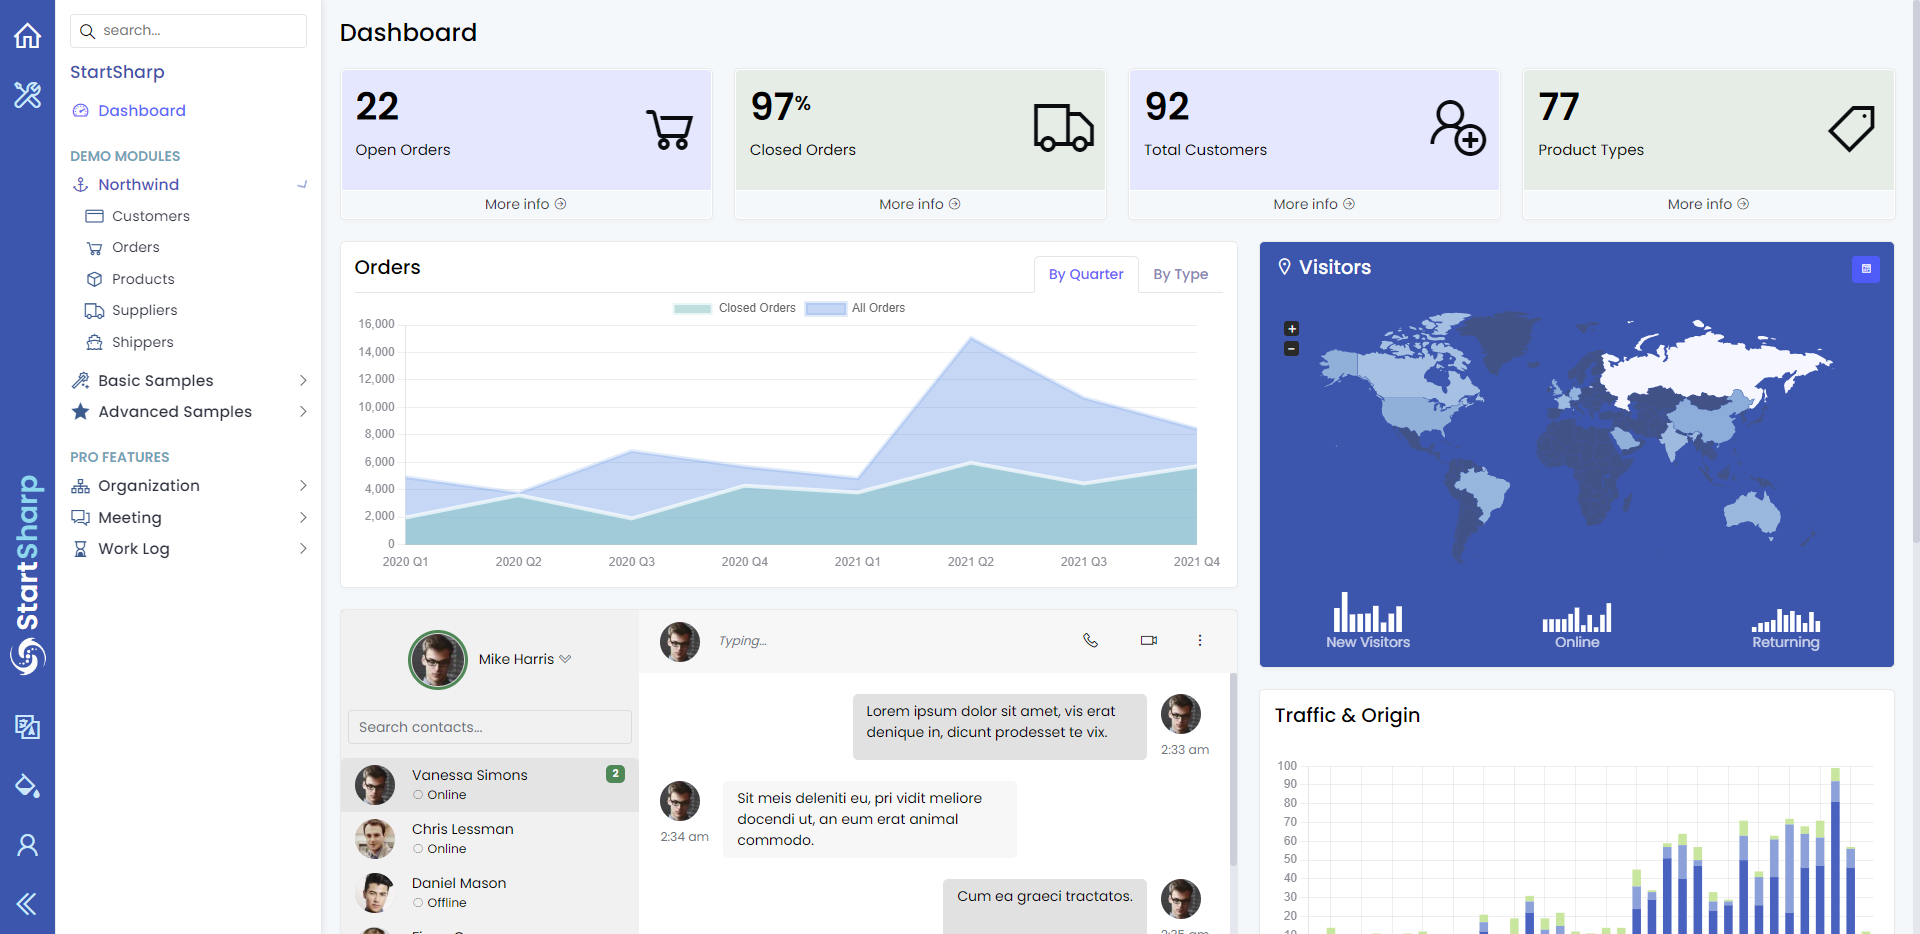 search...
StartSharp
Dashboard
DEMO MODULES
Northwind
Customers
Orders
Products
Suppliers
Shippers
Basic Samples
Advanced Samples
PRO FEATURES
Organization
Meeting
Work Log
StartSharp
Dashboard
22
Open Orders
More info
97%
Closed Orders
More info
92
Total Customers
More info
77
Product Types
More info
Orders
By Quarter
By Type
Closed Orders
All Orders
16,000
14,000
12,000
10,000
8,000
6,000
4,000
2,000
0
2020 Q1
2020 Q2
2020 Q3
2020 Q4
2021 Q1
2021 Q2
2021 Q3
2021 Q4
Visitors
+
−
New Visitors
Online
Returning
Mike Harris
Search contacts...
Vanessa Simons
2
Online
Chris Lessman
Online
Daniel Mason
Offline
Typing...
Lorem ipsum dolor sit amet, vis erat
denique in, dicunt prodesset te vix.
2:33 am
Sit meis deleniti eu, pri vidit meliore
docendi ut, an eum erat animal
commodo.
2:34 am
Cum ea graeci tractatos.
Traffic & Origin
100
90
80
70
60
50
40
30
20
10